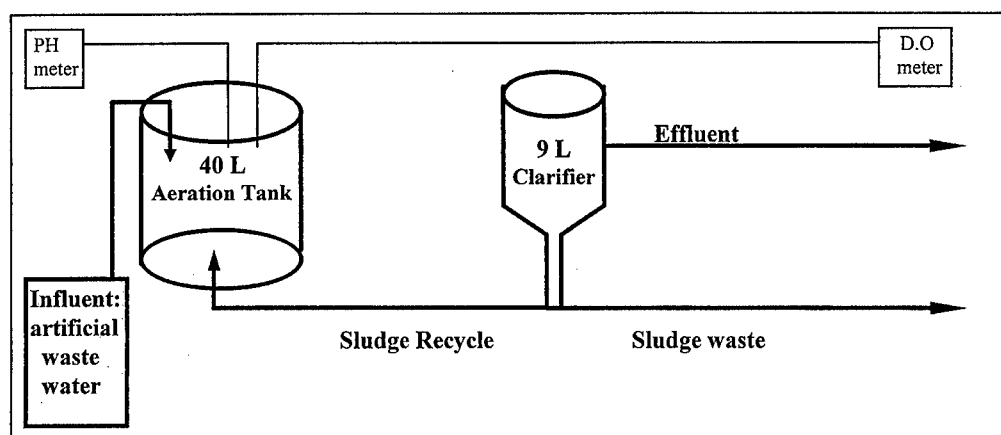 PH
meter
D.O
meter
40 L
Aeration Tank
9 L
Clarifier
Effluent
Influent:
artificial
waste
water
Sludge Recycle
Sludge waste